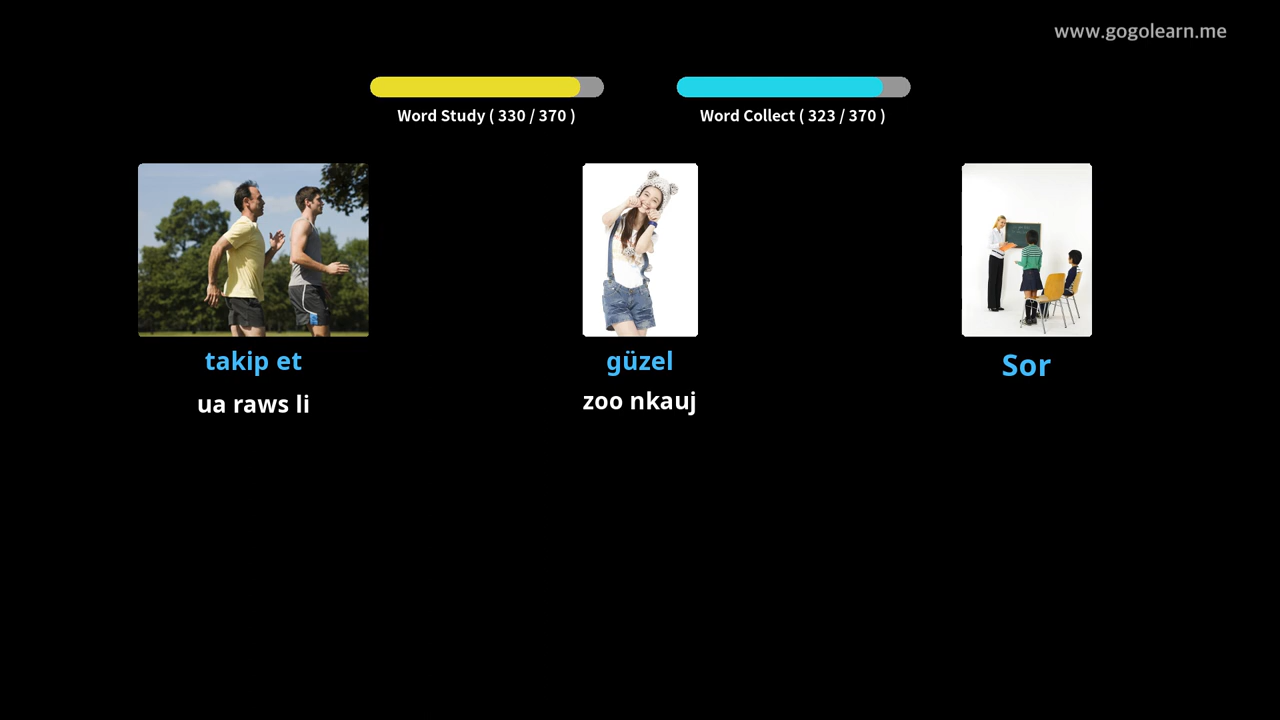 www.gogolearn.me
Word Study ( 330 / 370 )
Word Collect ( 323 / 370 )
takip et
ua raws li
güzel
zoo nkauj
Sor